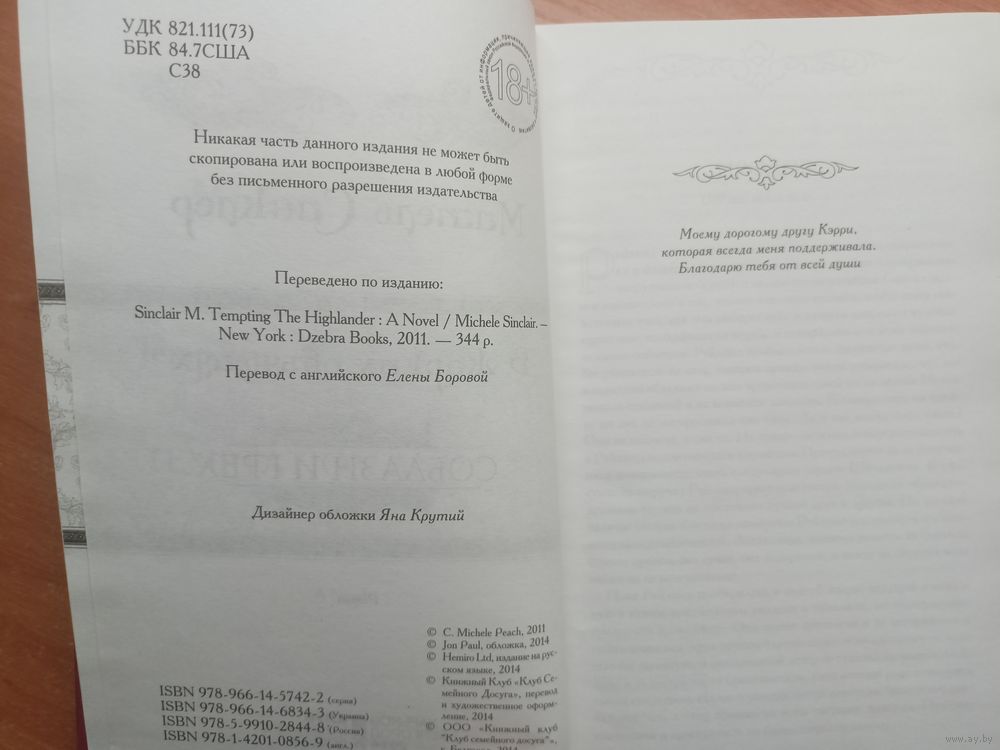 УДК 821.111(73)
ББК 84.7США
С38
18+
Никакая часть данного издания не может быть
скопирована или воспроизведена в любой форме
без письменного разрешения издательства
Переведено по изданию:
Sinclair M. Tempting The Highlander : A Novel / Michele Sinclair. –
New York : Dzebra Books, 2011. — 344 p.
Перевод с английского Елены Боровой
Дизайнер обложки Яна Крутий
© C. Michele Peach, 2011
© Jon Paul, обложка, 2014
© Hemiro Ltd, издание на рус-
ском языке, 2014
© Книжный Клуб «Клуб Се-
мейного Досуга», перевод
и художественное оформ-
ление, 2014
© ООО «Книжный клуб
"Клуб семейного досуга"»,
ISBN 978-966-14-5742-2 (серия)
ISBN 978-966-14-6834-3 (Украина)
ISBN 978-5-9910-2844-8 (Россия)
ISBN 978-1-4201-0856-9 (англ.)
Моему дорогому другу Кэрри,
которая всегда меня поддерживала.
Благодарю тебя от всей души
www.ay.by